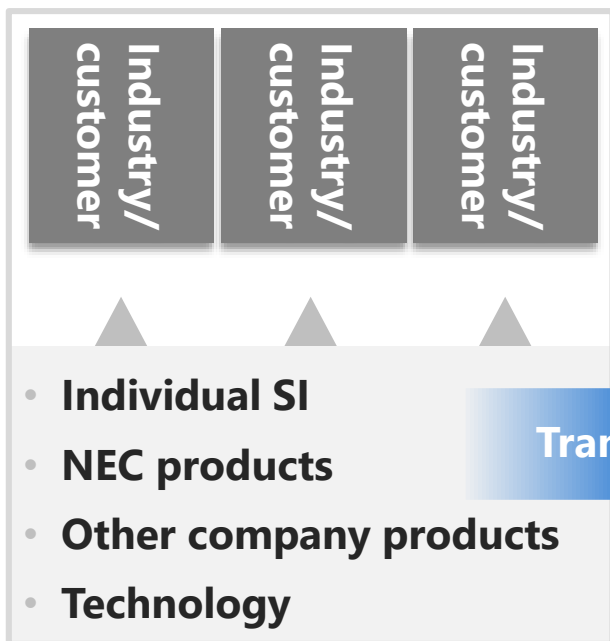 Industry/
customer
Industry/
customer
Industry/
customer
• Individual SI
• NEC products
• Other company products
• Technology